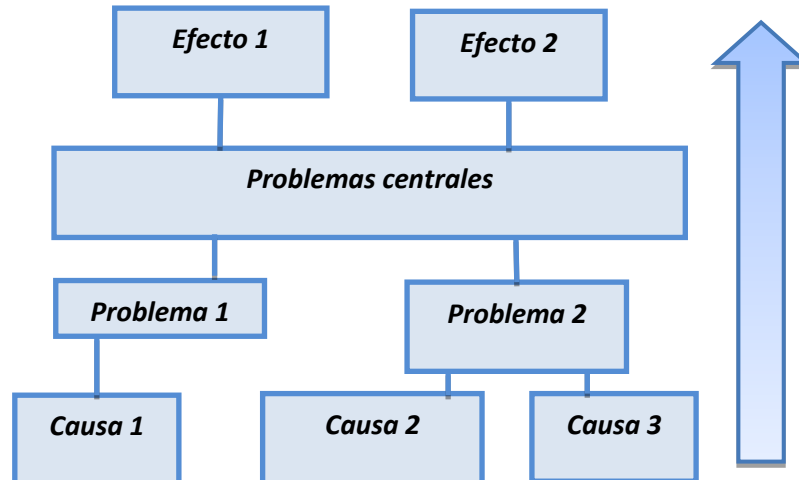 Efecto 1
Efecto 2
Problemas centrales
Problema 1
Problema 2
Causa 1
Causa 2
Causa 3